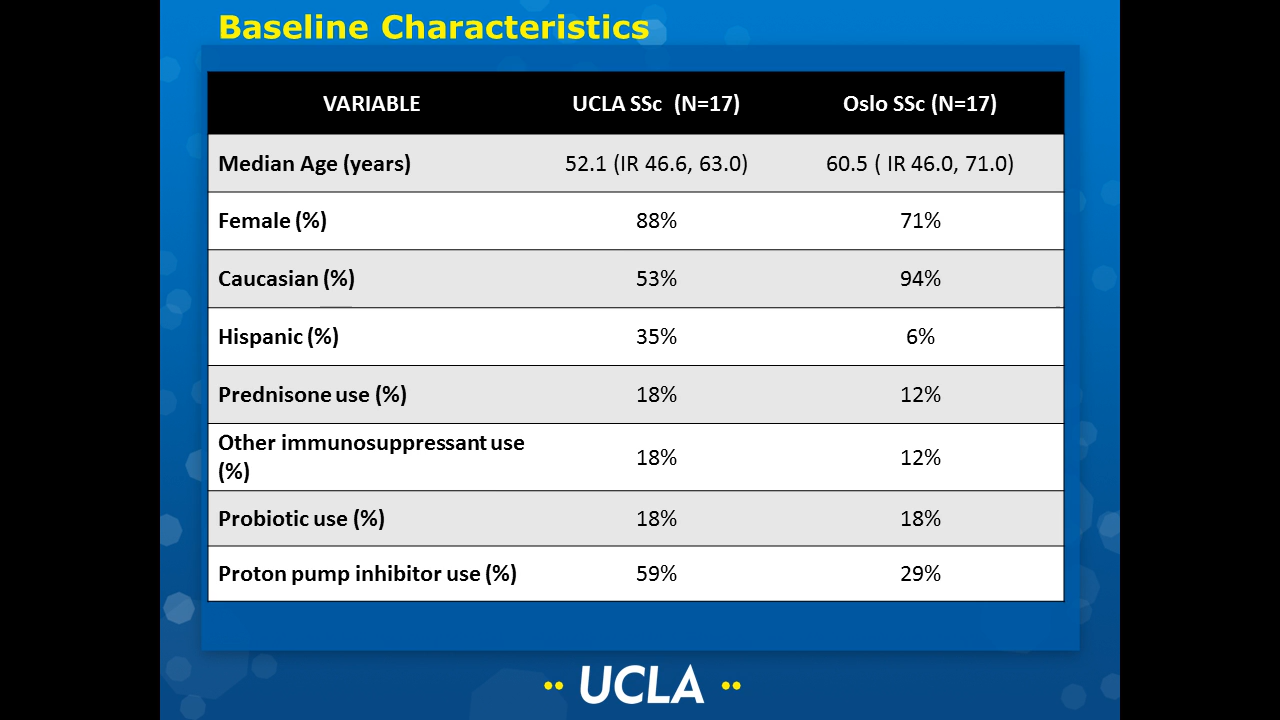 Baseline Characteristics
VARIABLE UCLA SSc (N=17) Oslo SSc (N=17)
Median Age (years) 52.1 (IR 46.6, 63.0) 60.5 ( IR 46.0, 71.0)
Female (%) 88% 71%
Caucasian (%) 53% 94%
Hispanic (%) 35% 6%
Prednisone use (%) 18% 12%
Other immunosuppressant use
(%) 18% 12%
Probiotic use (%) 18% 18%
Proton pump inhibitor use (%) 59% 29%
UCLA